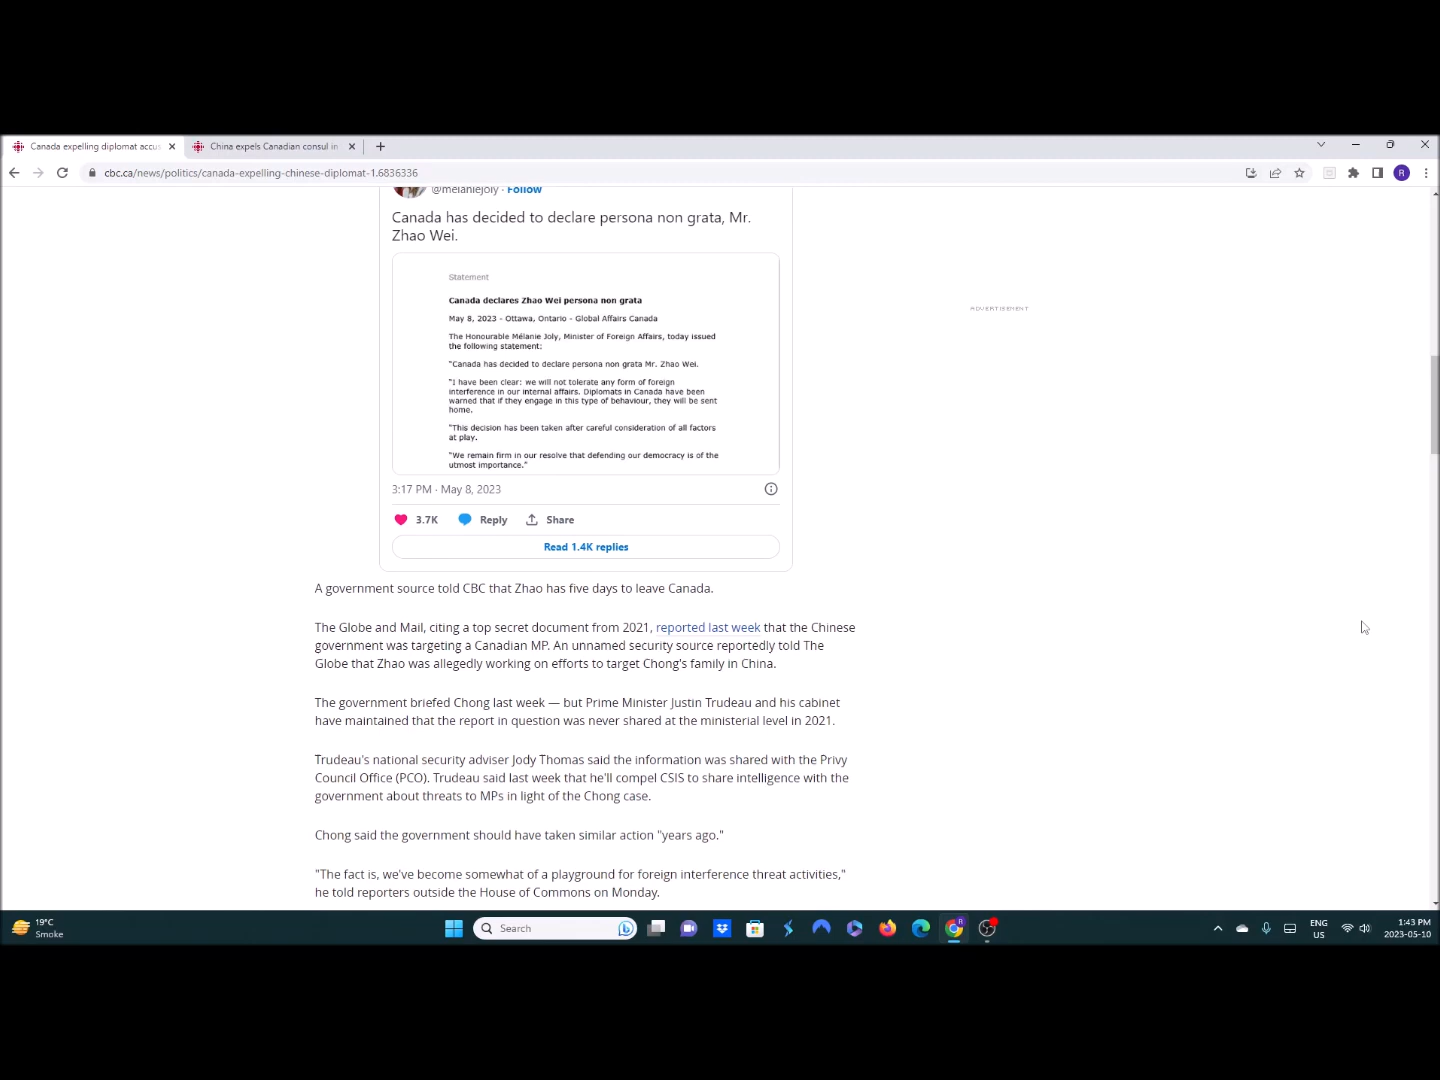 Canada expelling diplomat accus
China expels Canadian consul in
cbc.ca/news/politics/canada-expelling-chinese-diplomat-1.6836336
R
@melaniejoly · Follow
Canada has decided to declare persona non grata, Mr.
Zhao Wei.
Statement
Canada declares Zhao Wei persona non grata
May 8, 2023 - Ottawa, Ontario - Global Affairs Canada
The Honourable Mélanie Joly, Minister of Foreign Affairs, today issued
the following statement:
"Canada has decided to declare persona non grata Mr. Zhao Wei.
"I have been clear: we will not tolerate any form of foreign
interference in our internal affairs. Diplomats in Canada have been
warned that if they engage in this type of behaviour, they will be sent
home.
"This decision has been taken after careful consideration of all factors
at play.
"We remain firm in our resolve that defending our democracy is of the
utmost importance."
3:17 PM · May 8, 2023
3.7K Reply Share
Read 1.4K replies
ADVERTISEMENT
A government source told CBC that Zhao has five days to leave Canada.
The Globe and Mail, citing a top secret document from 2021, reported last week that the Chinese
government was targeting a Canadian MP. An unnamed security source reportedly told The
Globe that Zhao was allegedly working on efforts to target Chong's family in China.
The government briefed Chong last week — but Prime Minister Justin Trudeau and his cabinet
have maintained that the report in question was never shared at the ministerial level in 2021.
Trudeau's national security adviser Jody Thomas said the information was shared with the Privy
Council Office (PCO). Trudeau said last week that he'll compel CSIS to share intelligence with the
government about threats to MPs in light of the Chong case.
Chong said the government should have taken similar action "years ago."
"The fact is, we've become somewhat of a playground for foreign interference threat activities,"
he told reporters outside the House of Commons on Monday.
19°C
Smoke
Search
ENG
US
1:43 PM
2023-05-10